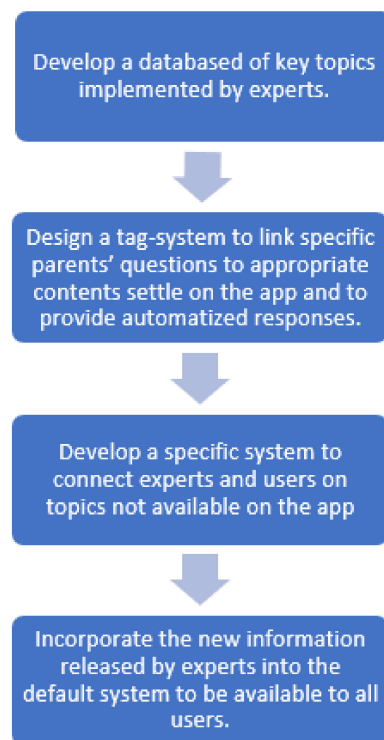 Develop a databased of key topics
implemented by experts.
Design a tag-system to link specific
parents’ questions to appropriate
contents settle on the app and to
provide automatized responses.
Develop a specific system to
connect experts and users on
topics not available on the app
Incorporate the new information
released by experts into the
default system to be available to all
users.